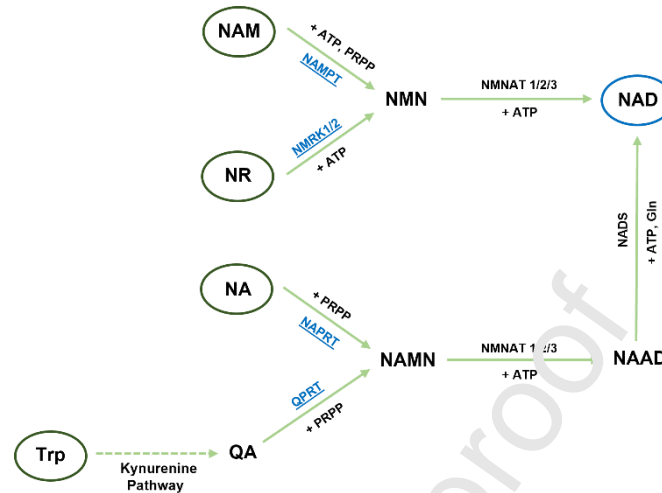 NAM
+ ATP, PRPP
NAMPT
NMN
NMNAT 1/2/3
+ ATP
NAD
NMRK1/2
+ ATP
NR
NADS
+ ATP, Gln
NA
+ PRPP
NAPRT
NAMN
NMNAT 1/2/3
+ ATP
NAAD
QPRT
+ PRPP
Trp
Kynurenine
Pathway
QA
proof